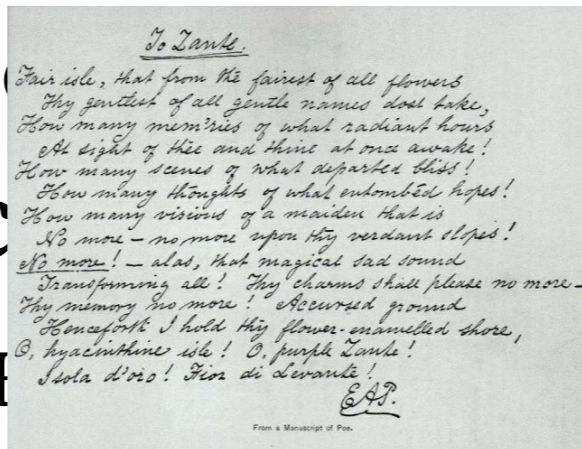 To Zante.
Fair isle, that from the fairest of all flowers
Thy gentlest of all gentle names dost take,
How many mem'ries of what radiant hours
At sight of thee and thine at once awake!
How many scenes of what departed bliss!
How many thoughts of what entombéd hopes!
How many visions of a maiden that is
No more — no more upon thy verdant slopes!
No more! — alas, that magical sad sound
Transforming all! Thy charms shall please no more —
Thy memory no more! Accursed ground
Henceforth I hold thy flower-enamelled shore,
O, hyacinthine isle! O, purple Zante!
Isola d'oro! Fior di Levante!
EAP.
From a Manuscript of Poe.